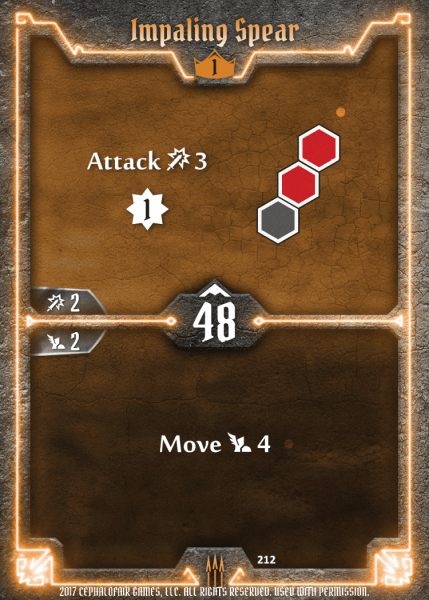 Impaling Spear
1
Attack 3
1
2
48
2
Move 4
212
2017 CEPHALOFAIR GAMES, LLC. ALL RIGHTS RESERVED. USED WITH PERMISSION.